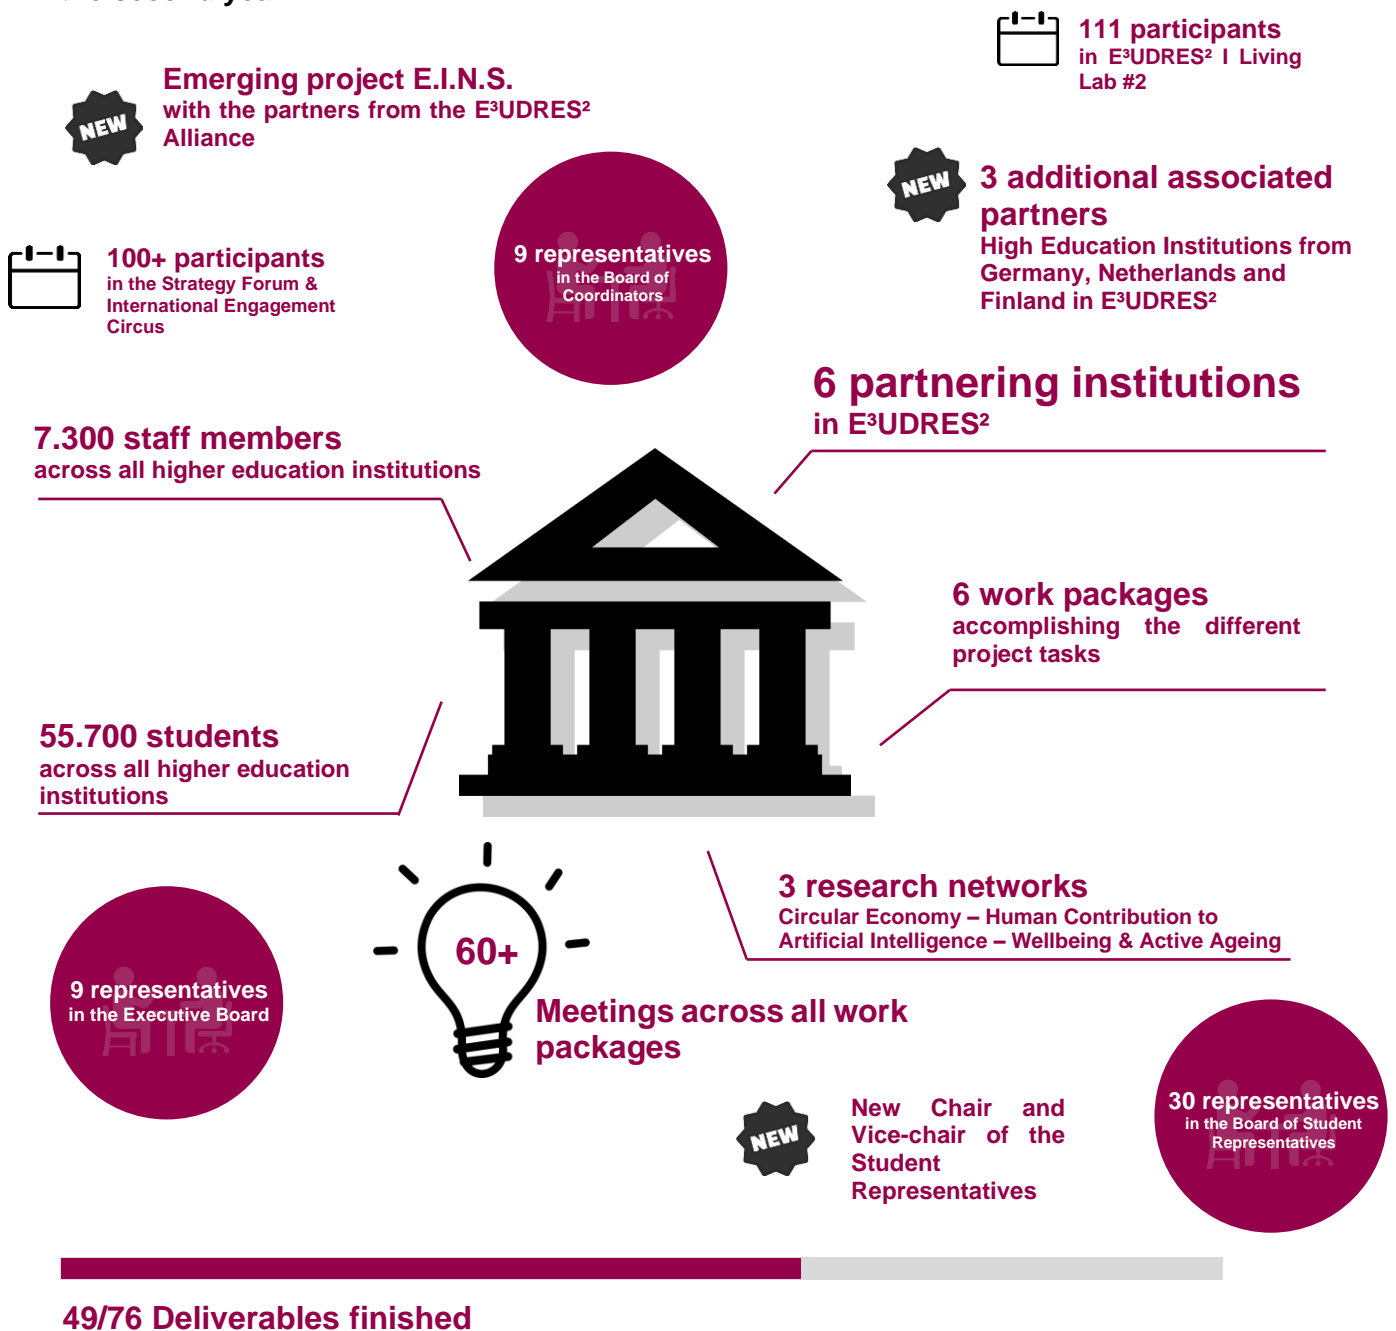 111 participants
in E³UDRES² I Living
Lab #2
Emerging project E.I.N.S.
with the partners from the E³UDRES²
Alliance
NEW
NEW
3 additional associated
partners
High Education Institutions from
Germany, Netherlands and
Finland in E³UDRES²
100+ participants
in the Strategy Forum &
International Engagement
Circus
9 representatives
in the Board of
Coordinators
6 partnering institutions
in E³UDRES²
7.300 staff members
across all higher education institutions
6 work packages
accomplishing the different
project tasks
55.700 students
across all higher education
institutions
3 research networks
Circular Economy – Human Contribution to
Artificial Intelligence – Wellbeing & Active Ageing
60+
Meetings across all work
packages
9 representatives
in the Executive Board
NEW
New Chair and
Vice-chair of the
Student
Representatives
30 representatives
in the Board of Student
Representatives
49/76 Deliverables finished